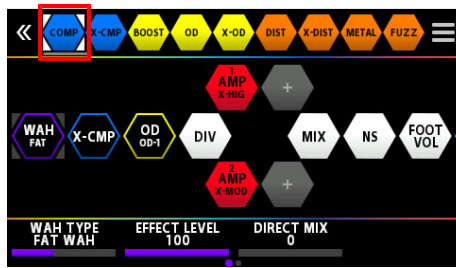 COMP X-CMP BOOST OD X-OD DIST X-DIST METAL FUZZ
1
AMP
X-HIG
+
WAH
FAT
X-CMP
OD
OD-1
DIV
MIX
NS
FOOT
VOL
2
AMP
X-MOD
+
WAH TYPE
FAT WAH
EFFECT LEVEL
100
DIRECT MIX
0